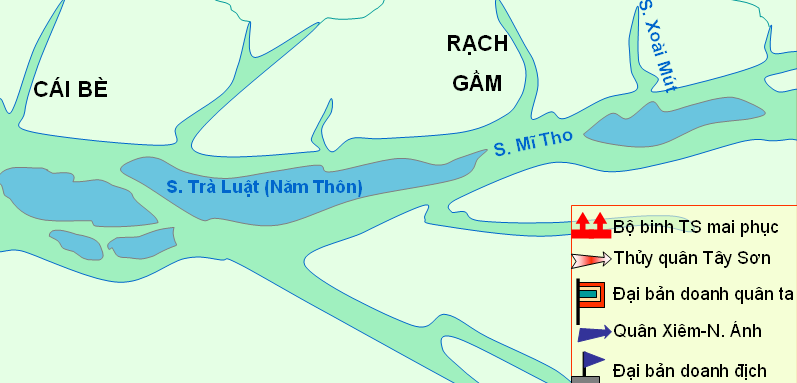 CÁI BÈ
RẠCH
GẦM
S. Xoài Mút
S. Mĩ Tho
S. Trà Luật (Năm Thôn)
Bộ binh TS mai phục
Thủy quân Tây Sơn
Đại bản doanh quân ta
Quân Xiêm-N. Ánh
Đại bản doanh địch